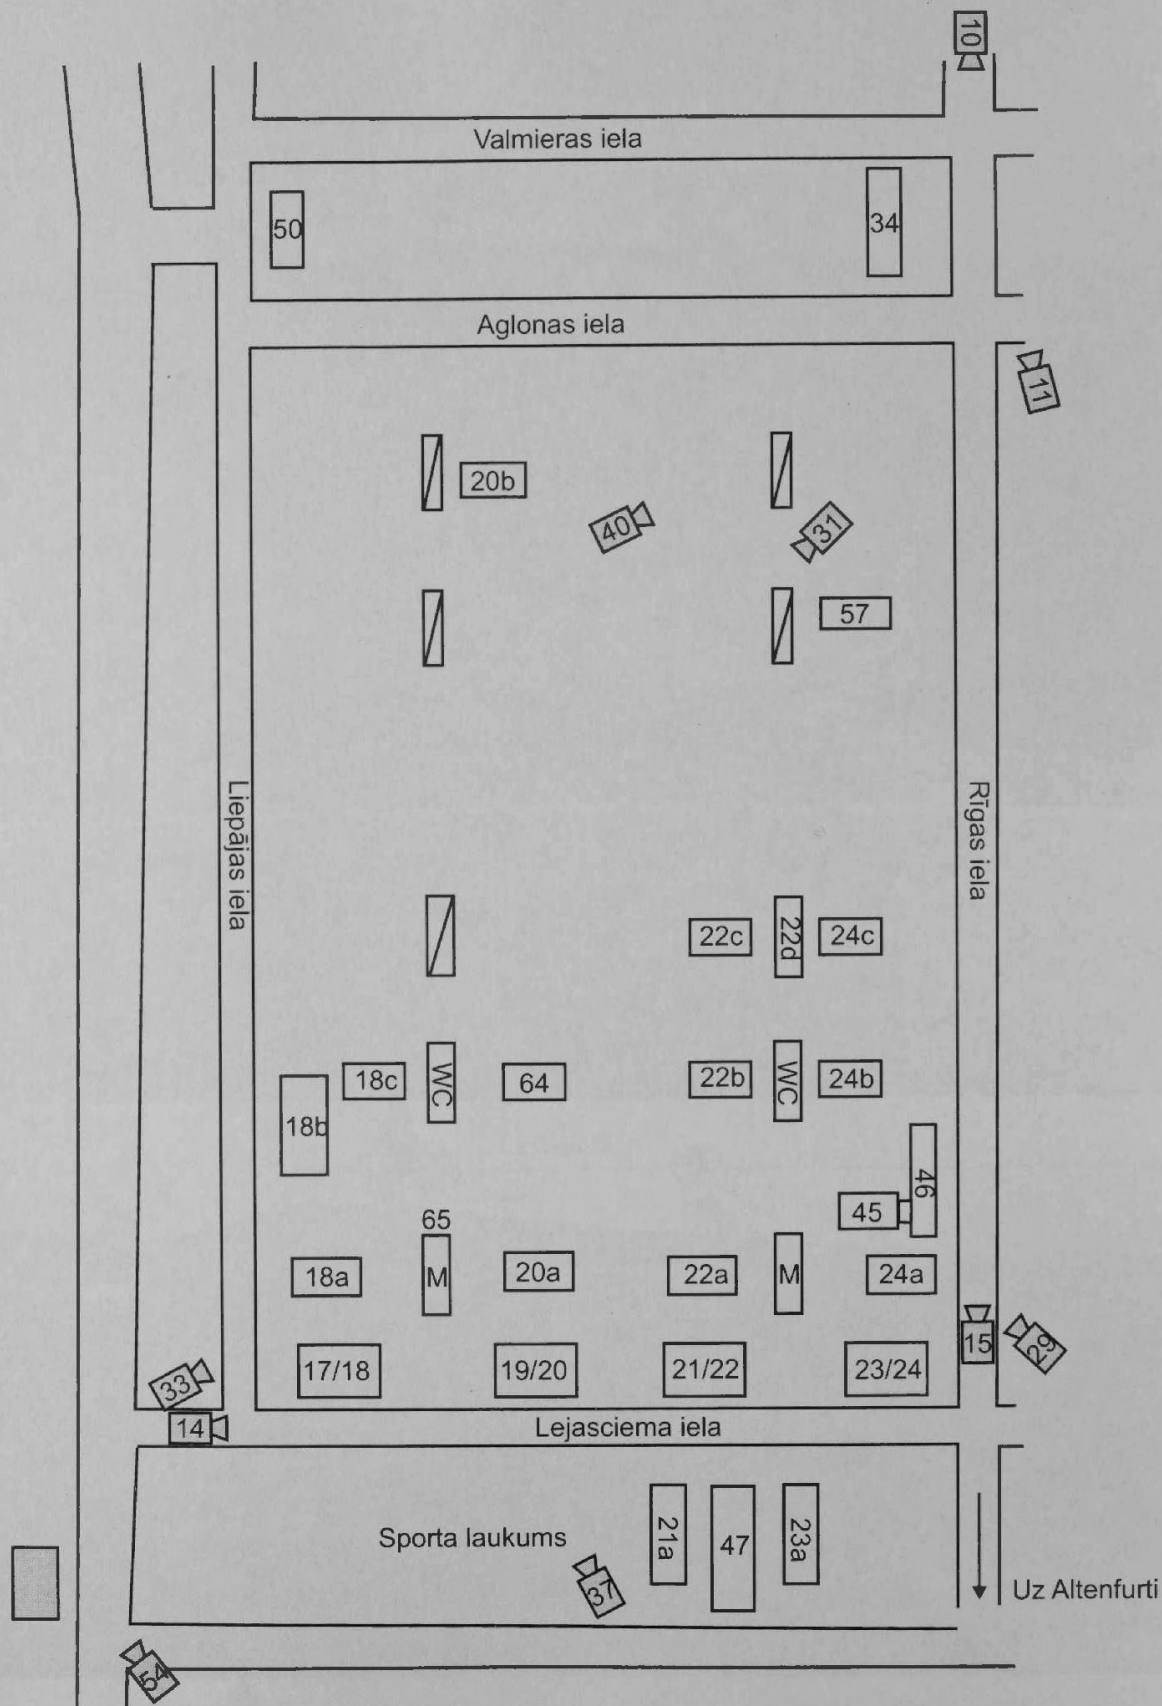 10
Valmieras iela
50
34
Aglonas iela
11
20b
40
31
57
Liepājas iela
Rīgas iela
22c
22d
24c
18c
WC
64
22b
WC
24b
18b
46
45
65
18a
M
20a
22a
M
24a
15
29
17/18
19/20
21/22
23/24
33
14
Lejasciema iela
Sporta laukums
21a
47
23a
37
Uz Altenfurti
54